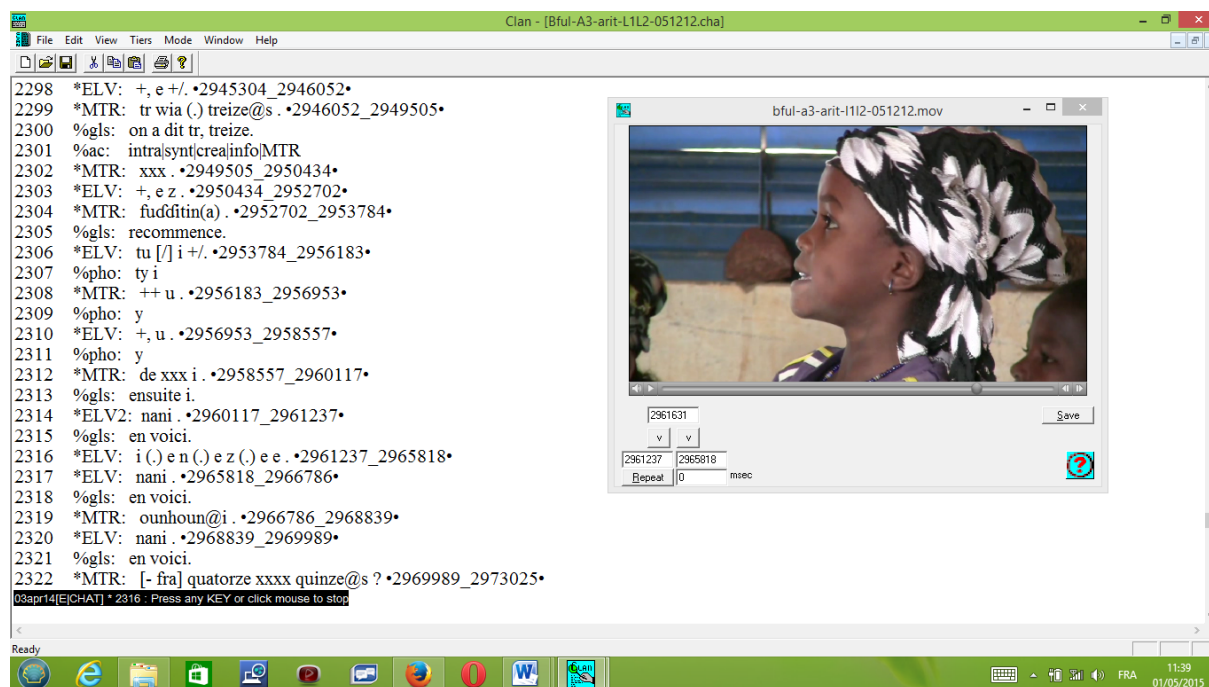 Clan - [Bful-A3-arit-L1L2-051212.cha]
File Edit View Tiers Mode Window Help
2298 *ELV: +, e +/. •2945304_2946052•
2299 *MTR: tr wia (.) treize@s . •2946052_2949505•
2300 %gls: on a dit tr, treize.
2301 %ac: intra|synt|crea|info|MTR
2302 *MTR: xxx . •2949505_2950434•
2303 *ELV: +, e z . •2950434_2952702•
2304 *MTR: fuɗɗitin(a) . •2952702_2953784•
2305 %gls: recommence.
2306 *ELV: tu [/] i +/. •2953784_2956183•
2307 %pho: ty i
2308 *MTR: ++ u . •2956183_2956953•
2309 %pho: y
2310 *ELV: +, u . •2956953_2958557•
2311 %pho: y
2312 *MTR: de xxx i . •2958557_2960117•
2313 %gls: ensuite i.
2314 *ELV2: nani . •2960117_2961237•
2315 %gls: en voici.
2316 *ELV: i (.) e n (.) e z (.) e e . •2961237_2965818•
2317 *ELV: nani . •2965818_2966786•
2318 %gls: en voici.
2319 *MTR: ounhoun@i . •2966786_2968839•
2320 *ELV: nani . •2968839_2969989•
2321 %gls: en voici.
2322 *MTR: [- fra] quatorze xxxx quinze@s ? •2969989_2973025•
03apr14[E|CHAT] * 2316 : Press any KEY or click mouse to stop
bful-a3-arit-l1l2-051212.mov
2961631
Save
v v
2961237 2965818
Repeat 0 msec
Ready
FRA
11:39
01/05/2015